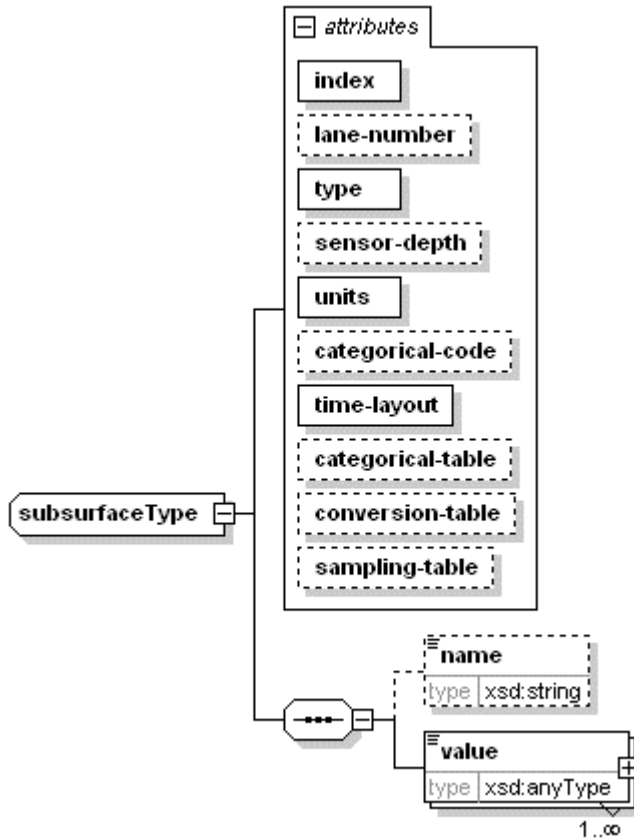 attributes
index
lane-number
type
sensor-depth
units
categorical-code
time-layout
categorical-table
conversion-table
sampling-table
subsurfaceType
name
type xsd:string
value
type xsd:anyType
1..∞